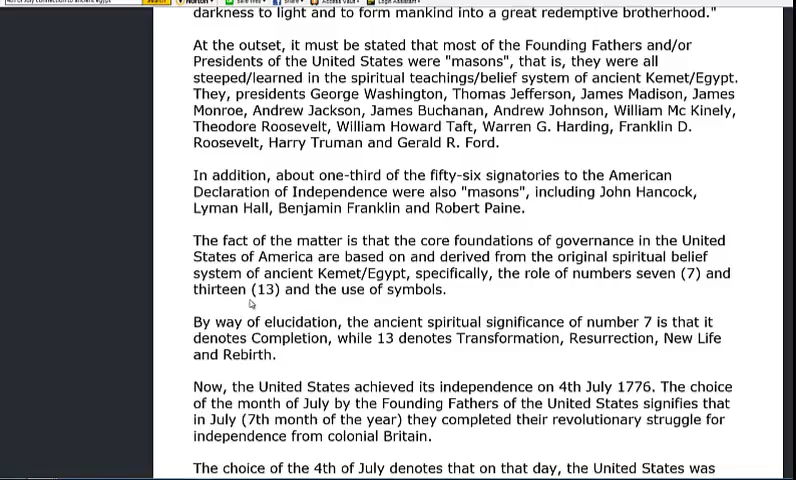 Search
Norton
Share
Access Vault
Login Assistant
darkness to light and to form mankind into a great redemptive brotherhood."
At the outset, it must be stated that most of the Founding Fathers and/or
Presidents of the United States were "masons", that is, they were all
steeped/learned in the spiritual teachings/belief system of ancient Kemet/Egypt.
They, presidents George Washington, Thomas Jefferson, James Madison, James
Monroe, Andrew Jackson, James Buchanan, Andrew Johnson, William Mc Kinely,
Theodore Roosevelt, William Howard Taft, Warren G. Harding, Franklin D.
Roosevelt, Harry Truman and Gerald R. Ford.
In addition, about one-third of the fifty-six signatories to the American
Declaration of Independence were also "masons", including John Hancock,
Lyman Hall, Benjamin Franklin and Robert Paine.
The fact of the matter is that the core foundations of governance in the United
States of America are based on and derived from the original spiritual belief
system of ancient Kemet/Egypt, specifically, the role of numbers seven (7) and
thirteen (13) and the use of symbols.
By way of elucidation, the ancient spiritual significance of number 7 is that it
denotes Completion, while 13 denotes Transformation, Resurrection, New Life
and Rebirth.
Now, the United States achieved its independence on 4th July 1776. The choice
of the month of July by the Founding Fathers of the United States signifies that
in July (7th month of the year) they completed their revolutionary struggle for
independence from colonial Britain.
The choice of the 4th of July denotes that on that day, the United States was